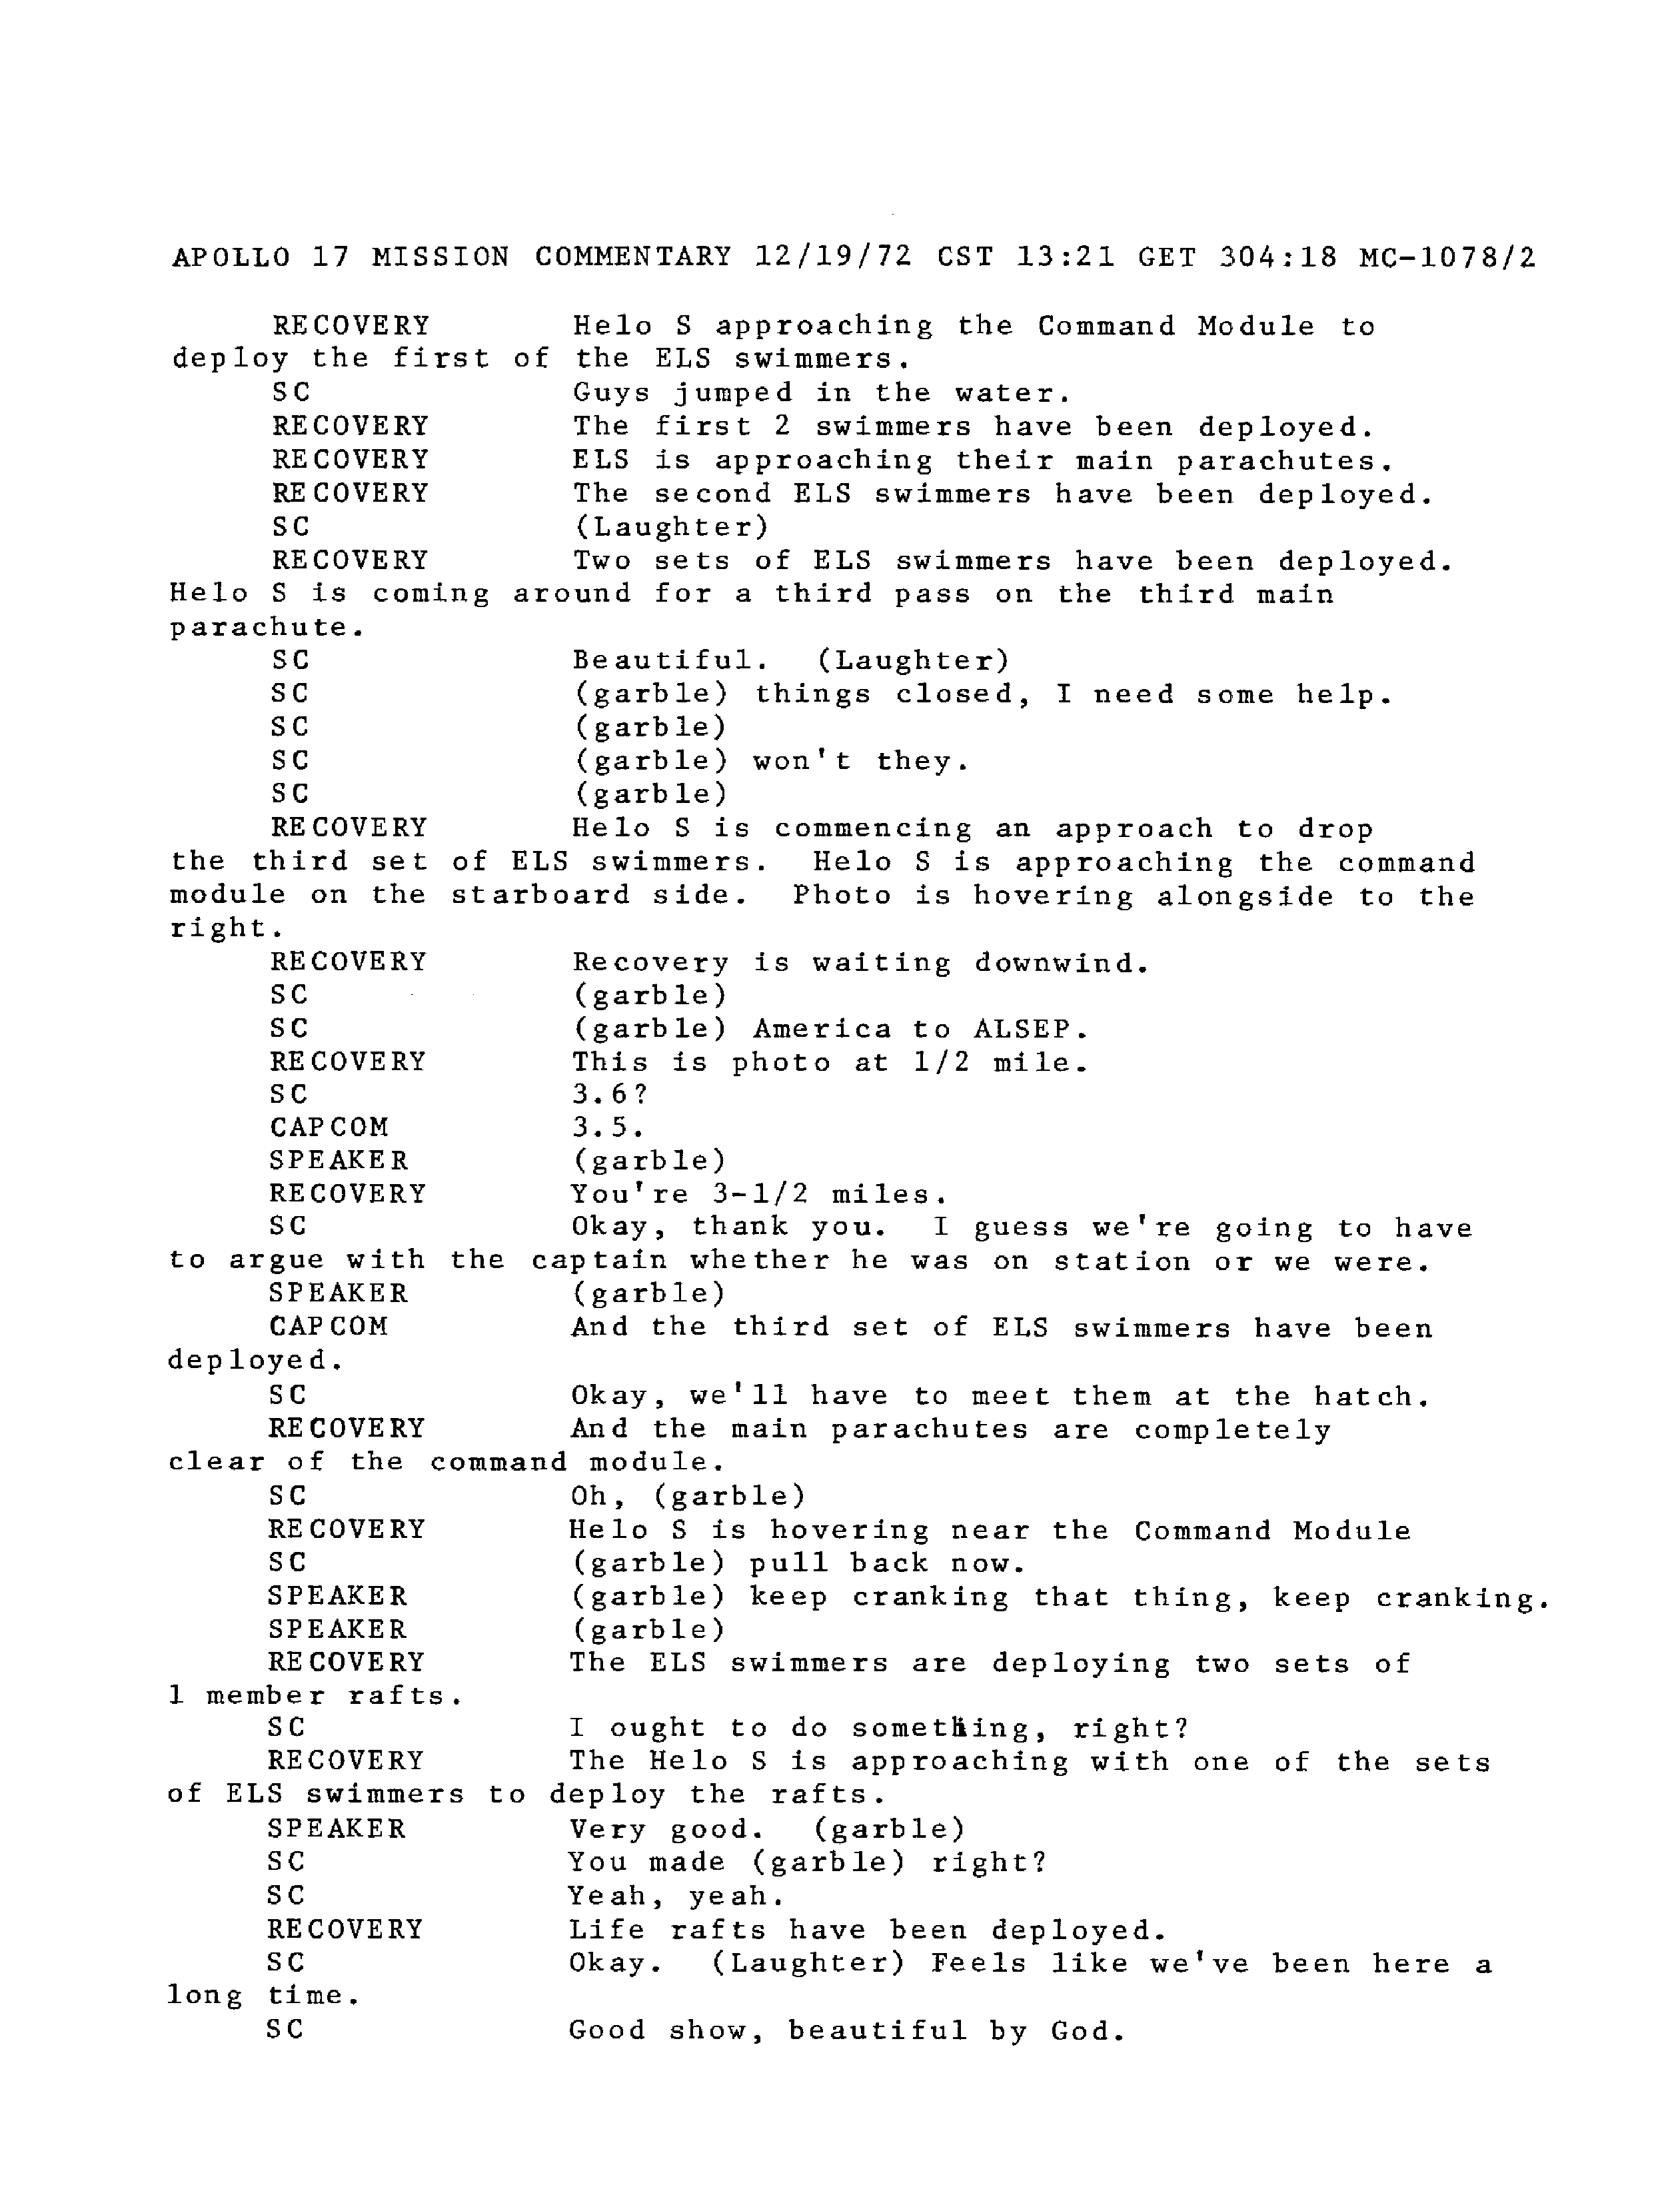 APOLLO 17 MISSION COMMENTARY 12/19/72 CST 13:21 GET 304:18 MC-1078/2
RECOVERY Helo S approaching the Command Module to
deploy the first of the ELS swimmers.
SC Guys jumped in the water.
RECOVERY The first 2 swimmers have been deployed.
RECOVERY ELS is approaching their main parachutes.
RECOVERY The second ELS swimmers have been deployed.
SC (Laughter)
RECOVERY Two sets of ELS swimmers have been deployed.
Helo S is coming around for a third pass on the third main
parachute.
SC Beautiful. (Laughter)
SC (garble) things closed, I need some help.
SC (garble)
SC (garble) won't they.
SC (garble)
RECOVERY Helo S is commencing an approach to drop
the third set of ELS swimmers. Helo S is approaching the command
module on the starboard side. Photo is hovering alongside to the
right.
RECOVERY Recovery is waiting downwind.
SC (garble)
SC (garble) America to ALSEP.
RECOVERY This is photo at 1/2 mile.
SC 3.6?
CAPCOM 3.5.
SPEAKER (garble)
RECOVERY You're 3-1/2 miles.
SC Okay, thank you. I guess we're going to have
to argue with the captain whether he was on station or we were.
SPEAKER (garble)
CAPCOM And the third set of ELS swimmers have been
deployed.
SC Okay, we'll have to meet them at the hatch.
RECOVERY And the main parachutes are completely
clear of the command module.
SC Oh, (garble)
RECOVERY Helo S is hovering near the Command Module
SC (garble) pull back now.
SPEAKER (garble) keep cranking that thing, keep cranking.
SPEAKER (garble)
RECOVERY The ELS swimmers are deploying two sets of
1 member rafts.
SC I ought to do something, right?
RECOVERY The Helo S is approaching with one of the sets
of ELS swimmers to deploy the rafts.
SPEAKER Very good. (garble)
SC You made (garble) right?
SC Yeah, yeah.
RECOVERY Life rafts have been deployed.
SC Okay. (Laughter) Feels like we've been here a
long time.
SC Good show, beautiful by God.